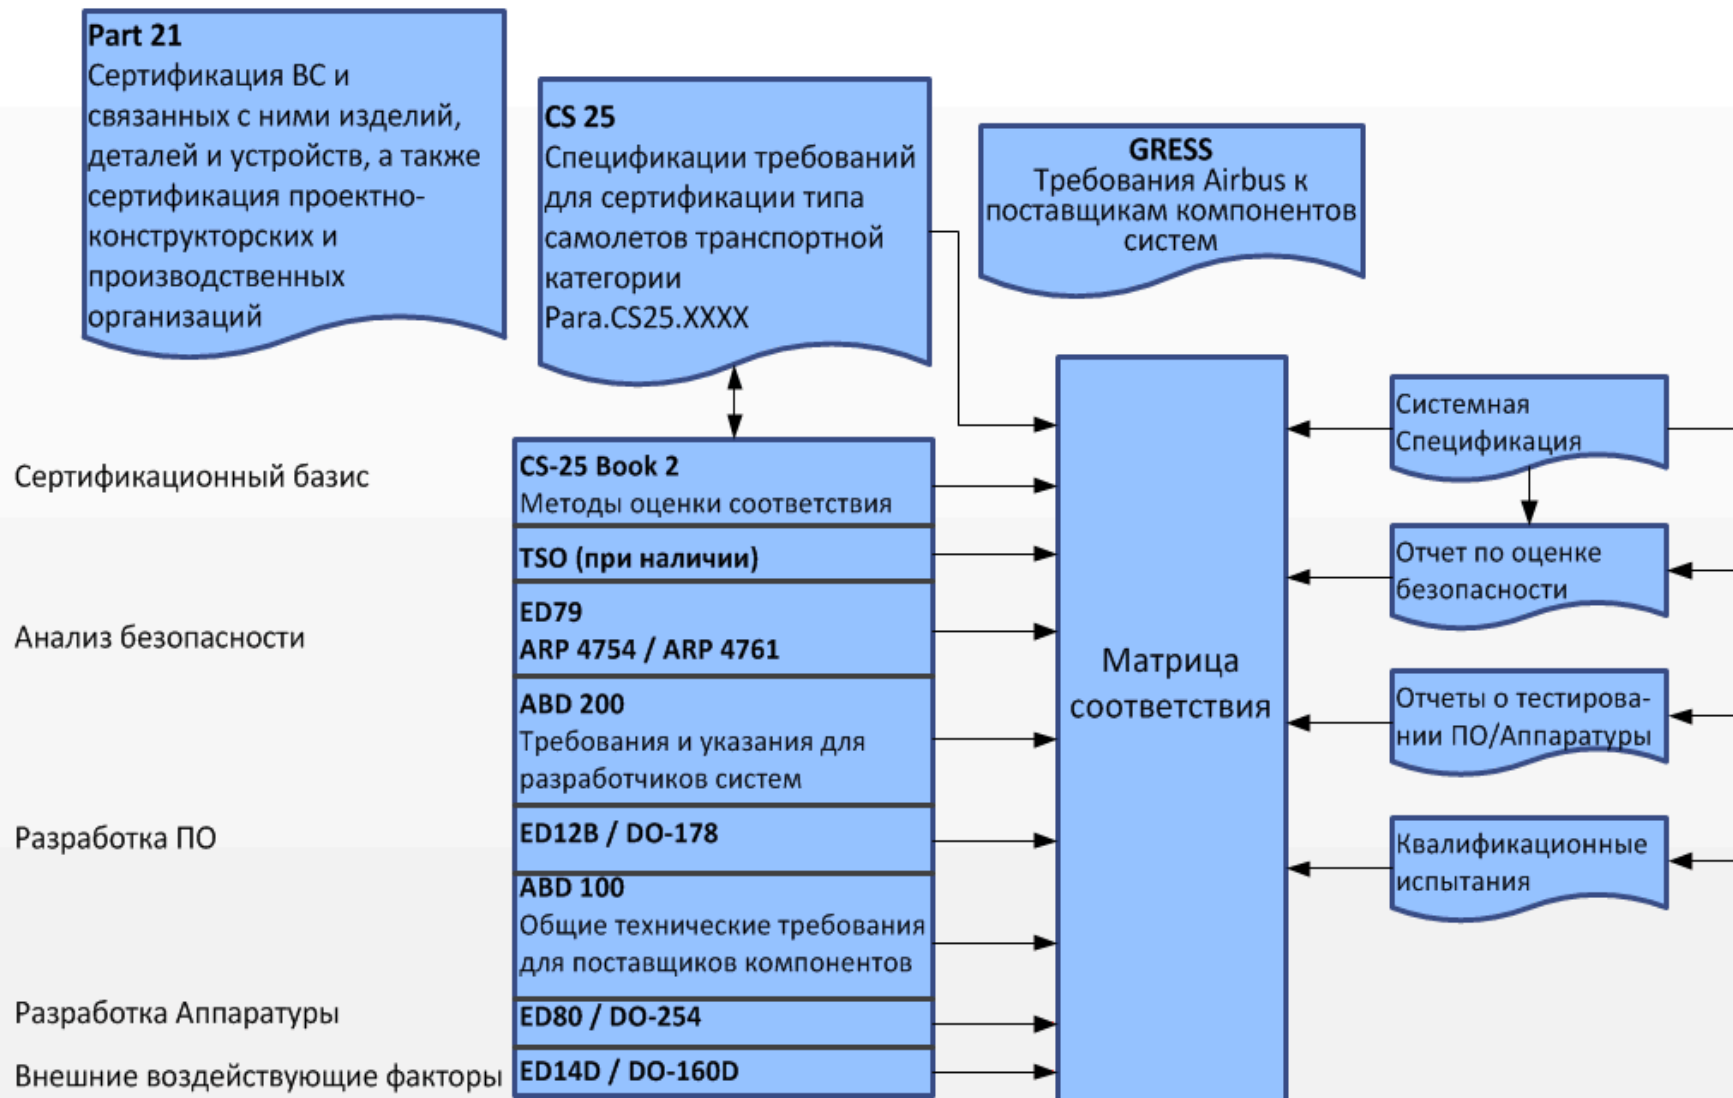 Part 21
Сертификация ВС и
связанных с ними изделий,
деталей и устройств, а также
сертификация проектно-
конструкторских и
производственных
организаций
CS 25
Спецификации требований
для сертификации типа
самолетов транспортной
категории
Para.CS25.XXXX
GRESS
Требования Airbus к
поставщикам компонентов
систем
Сертификационный базис
Анализ безопасности
Разработка ПО
Разработка Аппаратуры
Внешние воздействующие факторы
CS-25 Book 2
Методы оценки соответствия
TSO (при наличии)
ED79
ARP 4754 / ARP 4761
ABD 200
Требования и указания для
разработчиков систем
ED12B / DO-178
ABD 100
Общие технические требования
для поставщиков компонентов
ED80 / DO-254
ED14D / DO-160D
Матрица
соответствия
Системная
Спецификация
Отчет по оценке
безопасности
Отчеты о тестирова-
нии ПО/Аппаратуры
Квалификационные
испытания